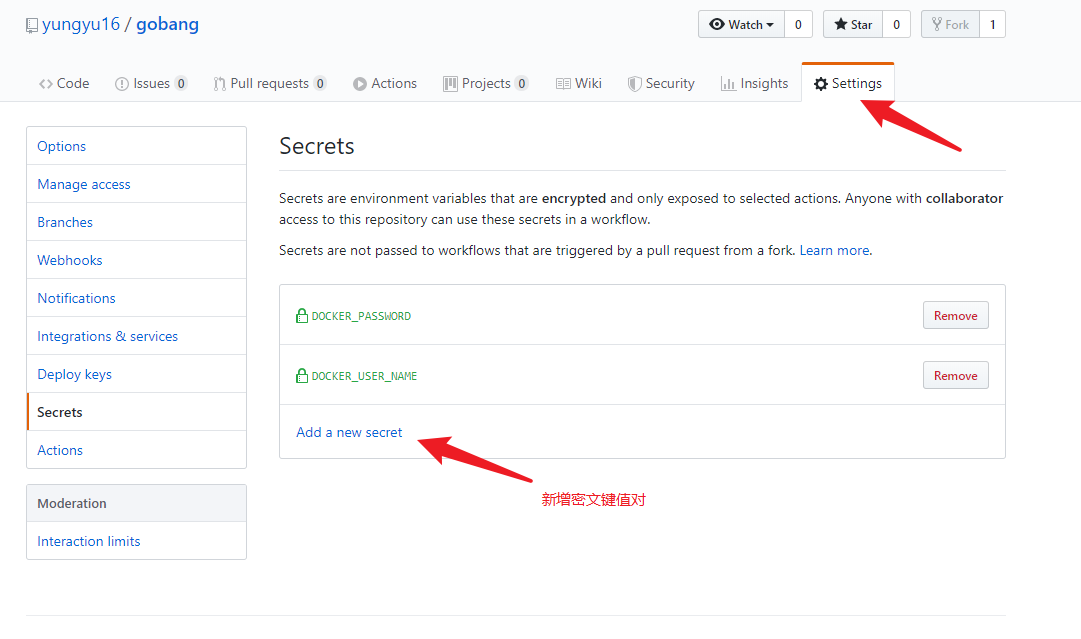 yungyu16 / gobang
Watch 0 Star 0 Fork 1
Code Issues 0 Pull requests 0 Actions Projects 0 Wiki Security Insights Settings
Options
Manage access
Branches
Webhooks
Notifications
Integrations & services
Deploy keys
Secrets
Actions
Moderation
Interaction limits
Secrets
Secrets are environment variables that are encrypted and only exposed to selected actions. Anyone with collaborator
access to this repository can use these secrets in a workflow.
Secrets are not passed to workflows that are triggered by a pull request from a fork. Learn more.
DOCKER_PASSWORD Remove
DOCKER_USER_NAME Remove
Add a new secret
新增密文键值对